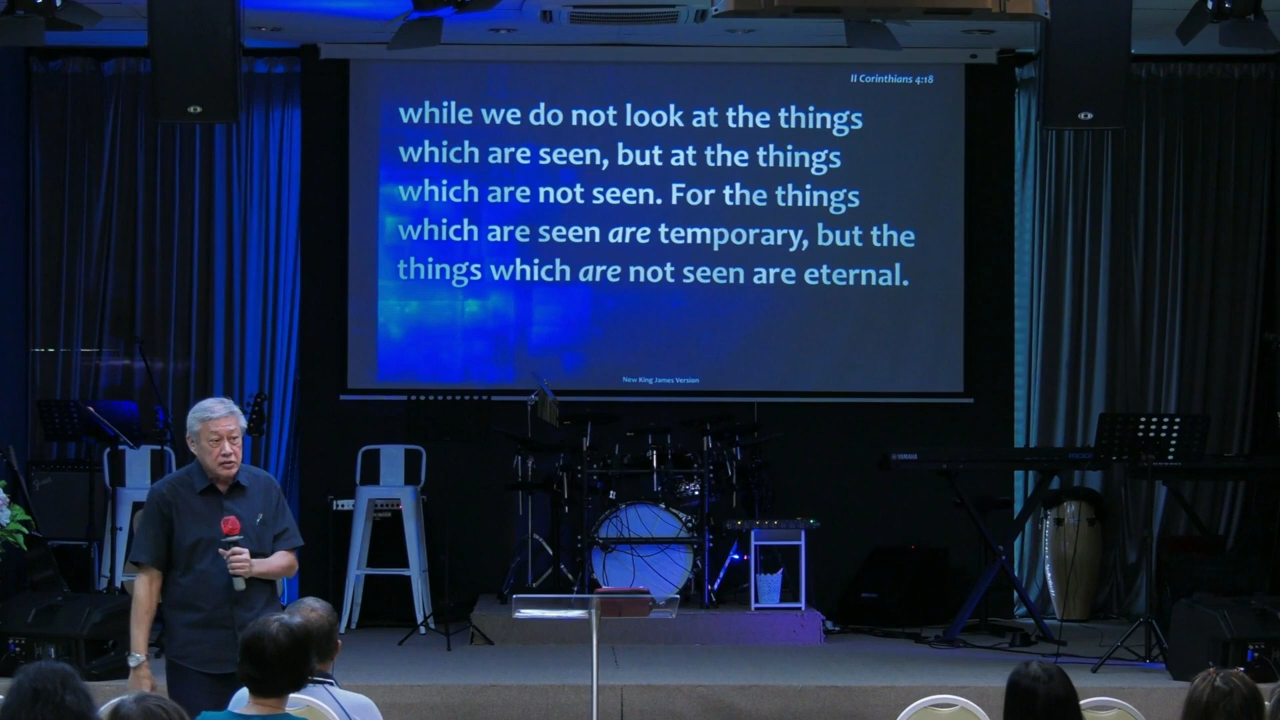 II Corinthians 4:18
while we do not look at the things
which are seen, but at the things
which are not seen. For the things
which are seen are temporary, but the
things which are not seen are eternal.
New King James Version
YAMAHA